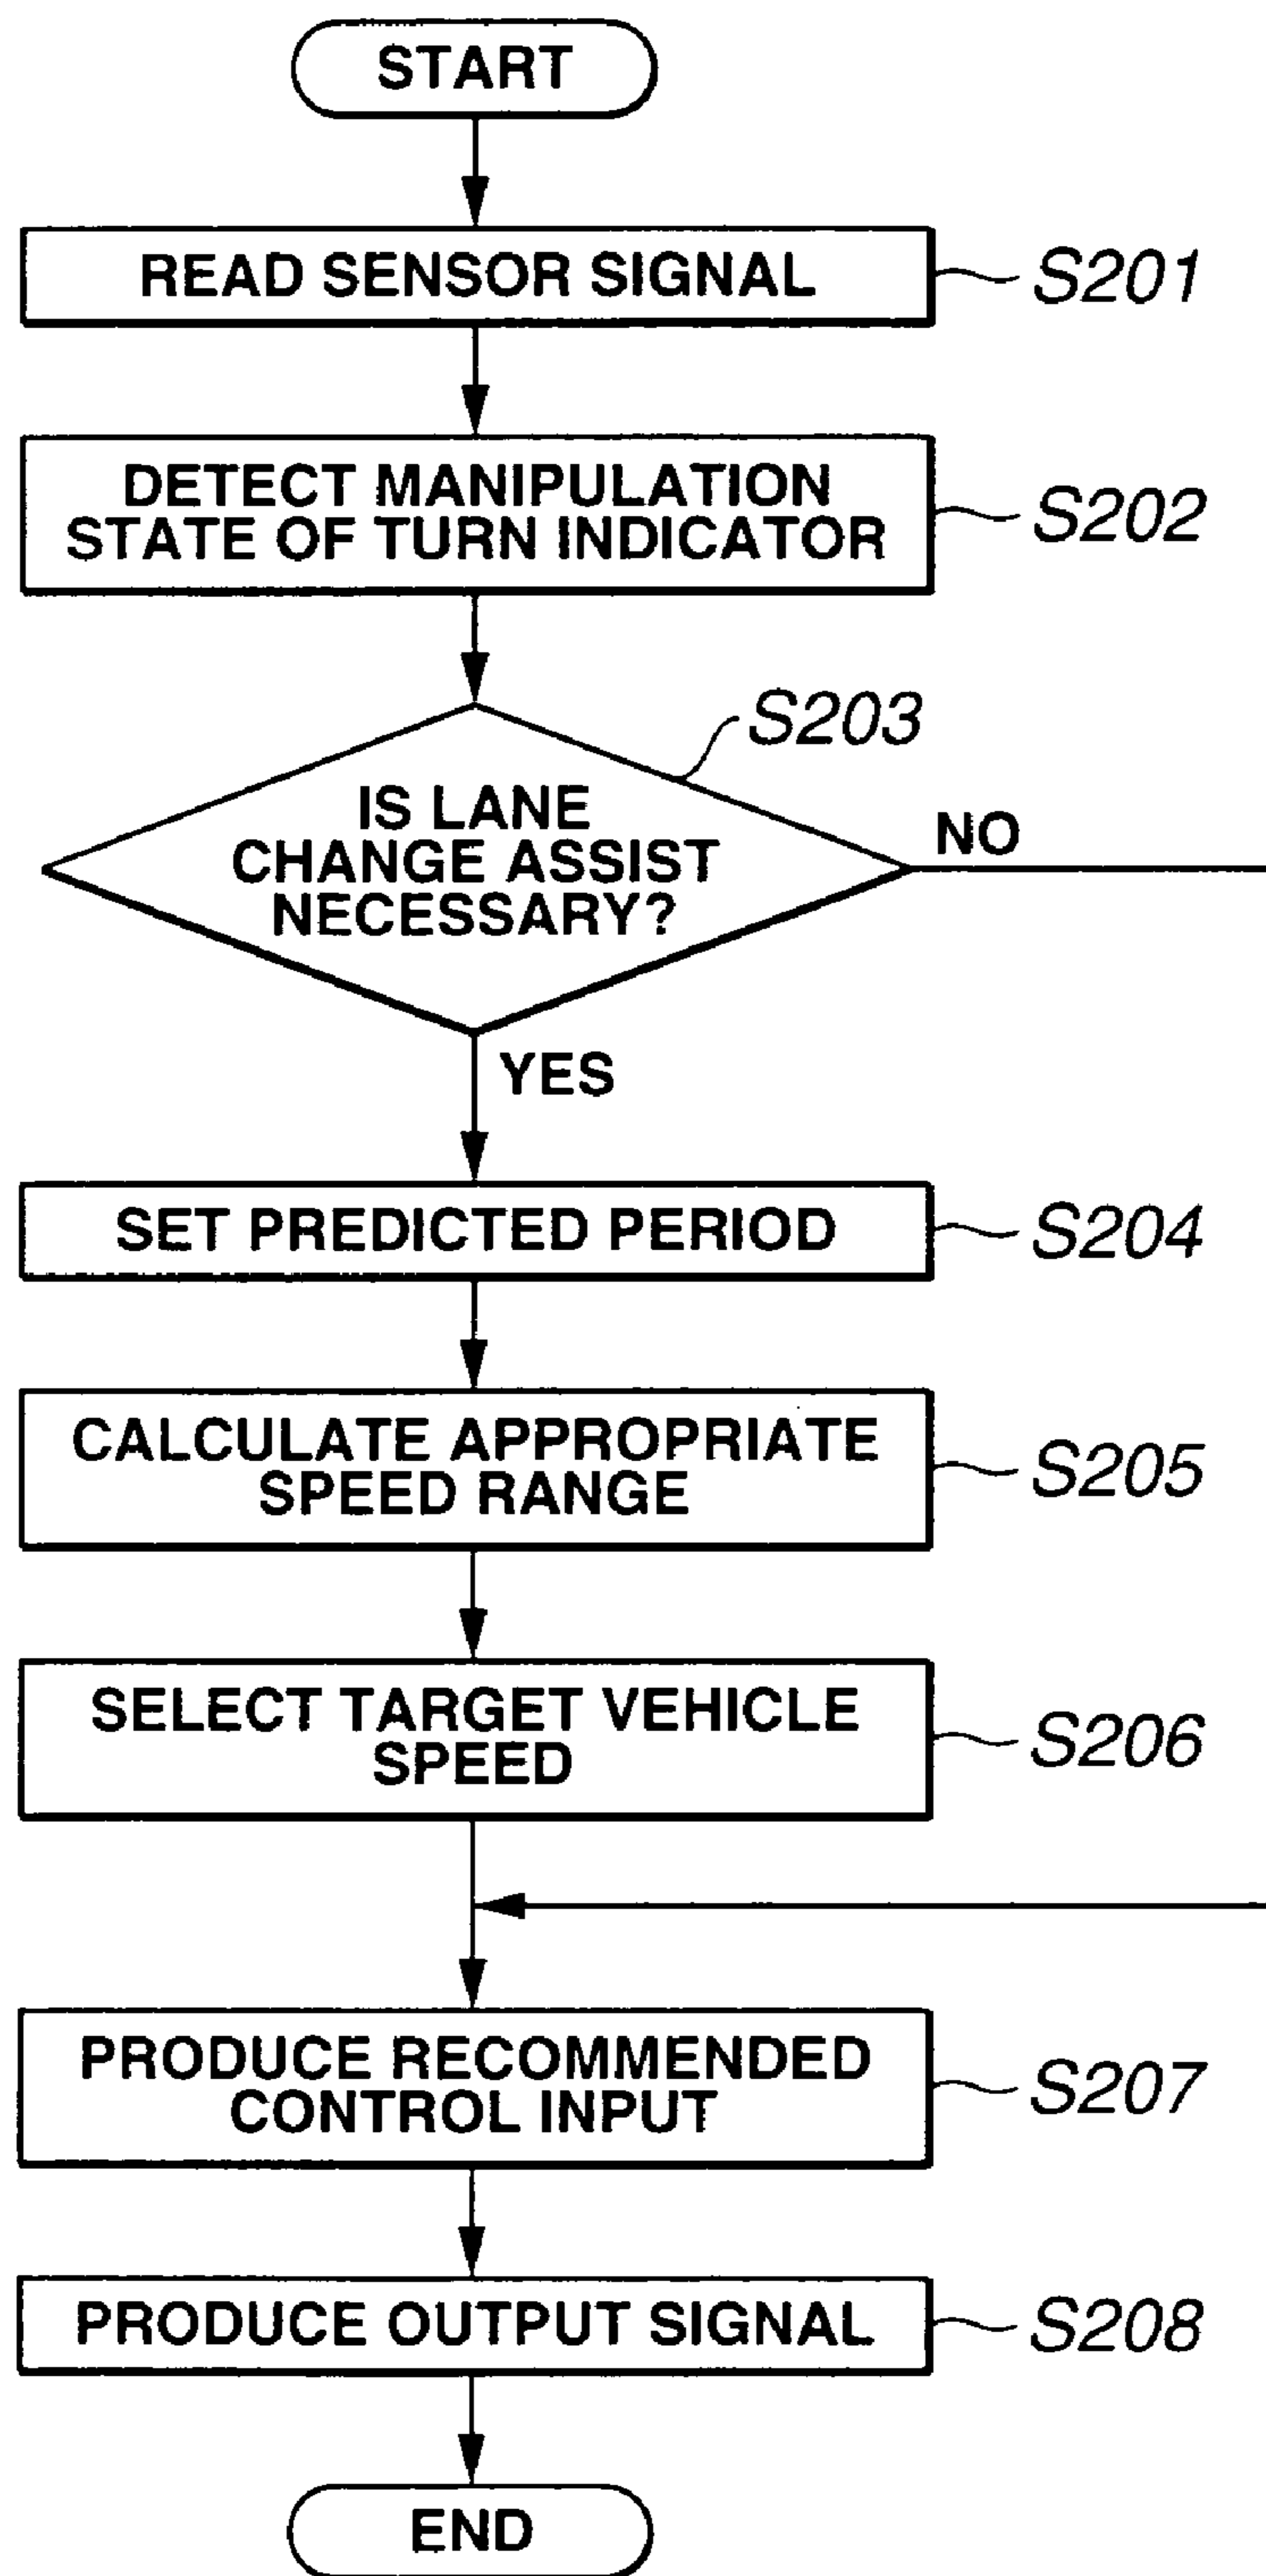 START
READ SENSOR SIGNAL
S201
DETECT MANIPULATION
STATE OF TURN INDICATOR
S202
S203
IS LANE
CHANGE ASSIST
NECESSARY?
NO
YES
SET PREDICTED PERIOD
S204
CALCULATE APPROPRIATE
SPEED RANGE
S205
SELECT TARGET VEHICLE
SPEED
S206
PRODUCE RECOMMENDED
CONTROL INPUT
S207
PRODUCE OUTPUT SIGNAL
S208
END